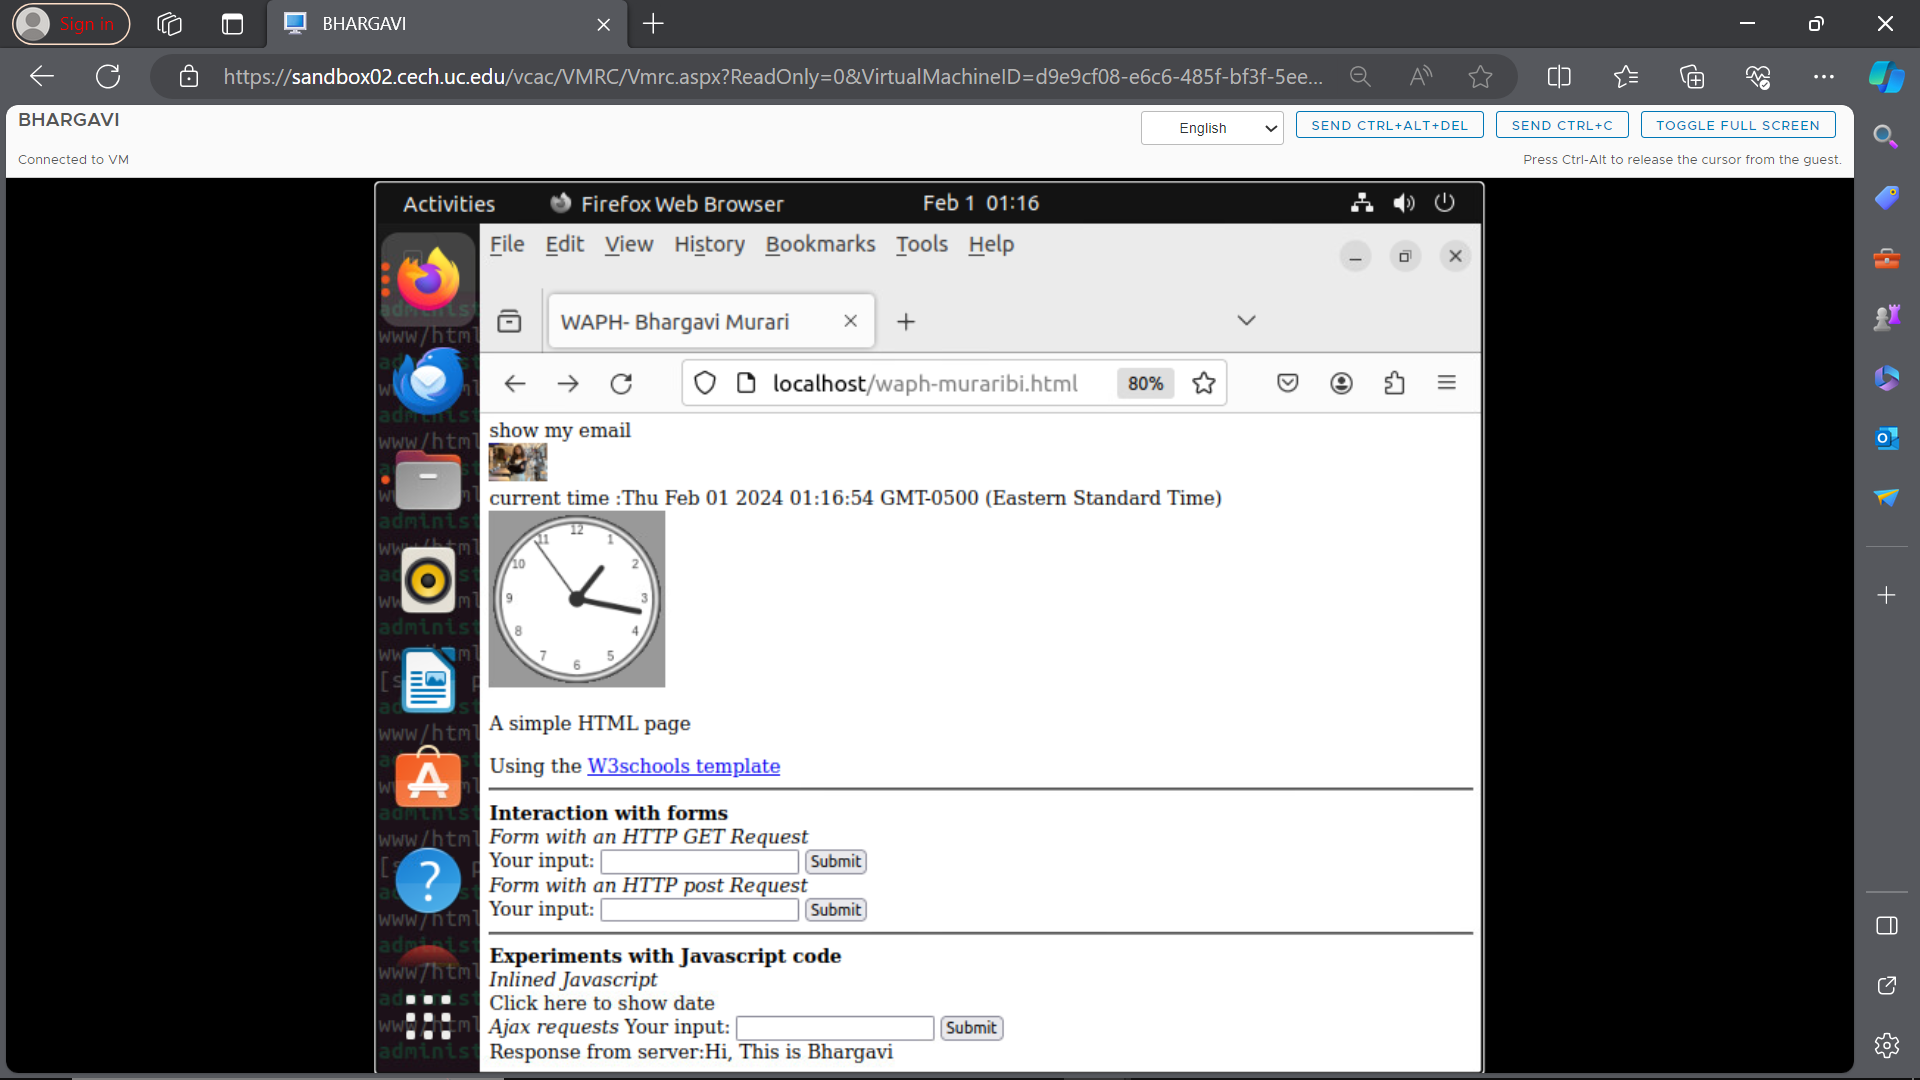 Sign in
BHARGAVI
https://sandbox02.cech.uc.edu/vcac/VMRC/Vmrc.aspx?ReadOnly=0&VirtualMachineID=d9e9cf08-e6c6-485f-bf3f-5ee...
BHARGAVI
English
SEND CTRL+ALT+DEL
SEND CTRL+C
TOGGLE FULL SCREEN
Connected to VM
Press Ctrl-Alt to release the cursor from the guest.
Activities
Firefox Web Browser
Feb 1 01:16
File Edit View History Bookmarks Tools Help
WAPH- Bhargavi Murari
localhost/waph-muraribi.html
80%
show my email
current time :Thu Feb 01 2024 01:16:54 GMT-0500 (Eastern Standard Time)
12
11 1
10 2
9 3
8 4
7 5
6
A simple HTML page
Using the W3schools template
Interaction with forms
Form with an HTTP GET Request
Your input: Submit
Form with an HTTP post Request
Your input: Submit
Experiments with Javascript code
Inlined Javascript
Click here to show date
Ajax requests Your input: Submit
Response from server:Hi, This is Bhargavi